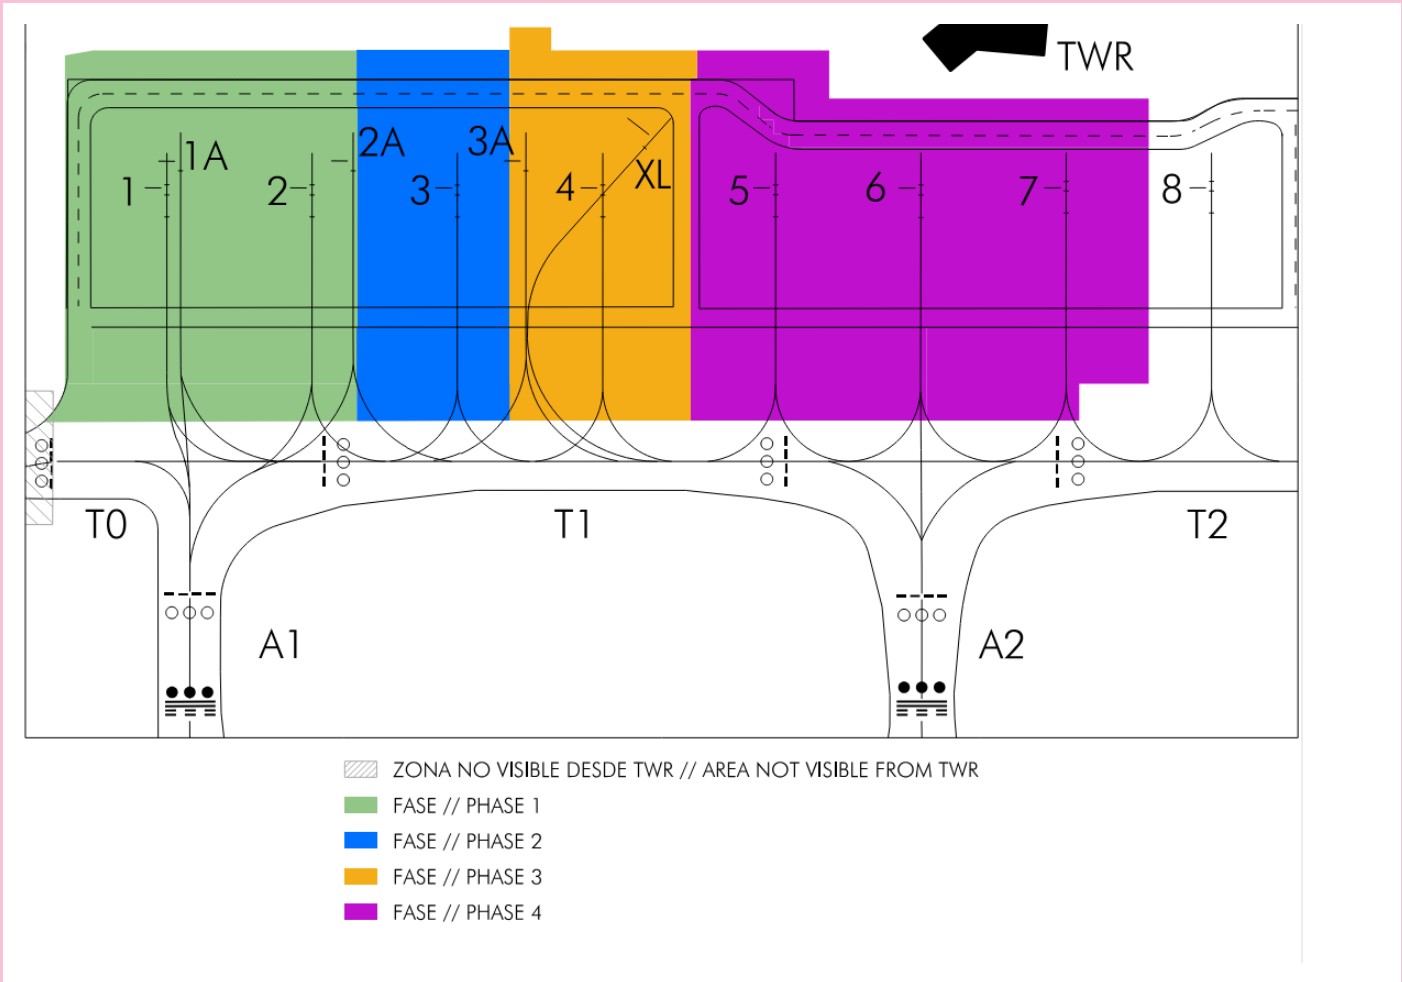 TWR
1A
2A
3A
XL
1
2
3
4
5
6
7
8
T0
T1
T2
A1
A2
ZONA NO VISIBLE DESDE TWR // AREA NOT VISIBLE FROM TWR
FASE // PHASE 1
FASE // PHASE 2
FASE // PHASE 3
FASE // PHASE 4